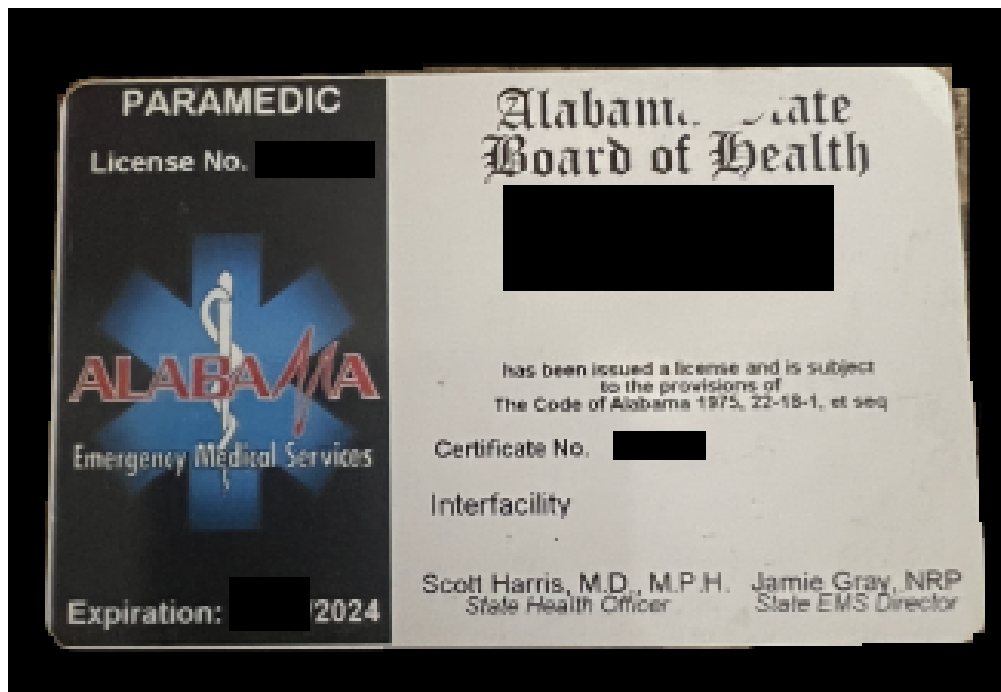 PARAMEDIC
License No.
ALABAMA
Emergency Medical Services
Expiration: /2024
Alabama State
Board of Health
has been issued a license and is subject
to the provisions of
The Code of Alabama 1975, 22-18-1, et seq
Certificate No.
Interfacility
Scott Harris, M.D., M.P.H.
State Health Officer
Jamie Gray, NRP
State EMS Director